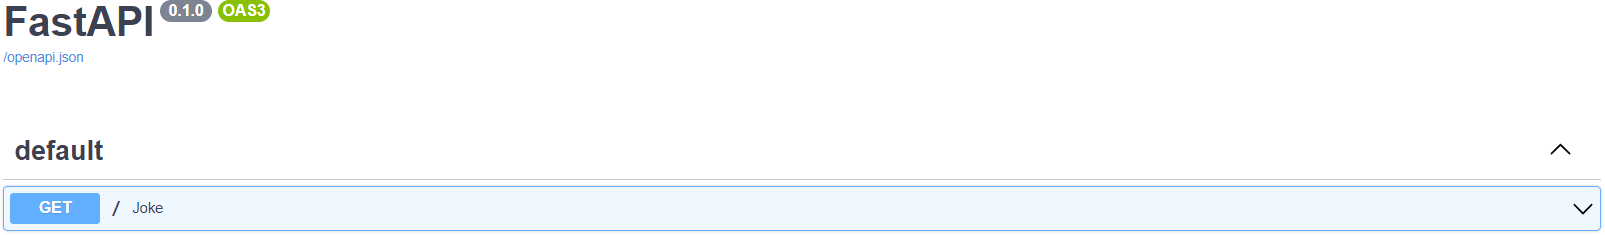 FastAPI 0.1.0 OAS3
/openapi.json
default
GET / Joke